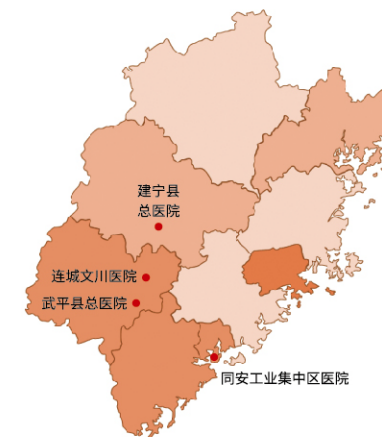 建宁县
总医院
连城文川医院
武平县总医院
同安工业集中区医院